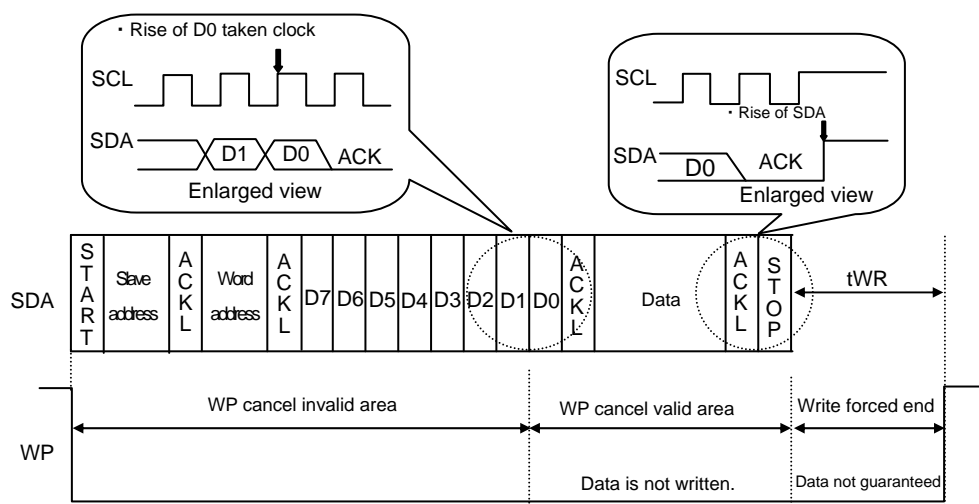 ・Rise of D0 taken clock
SCL
SDA
D1
D0
ACK
Enlarged view
SCL
・Rise of SDA
SDA
D0
ACK
Enlarged view
SDA
START
Slave
address
ACKL
Word
address
ACKL
D7
D6
D5
D4
D3
D2
D1
D0
ACKL
Data
ACKL
STOP
tWR
WP
WP cancel invalid area
WP cancel valid area
Write forced end
Data is not written.
Data not guaranteed